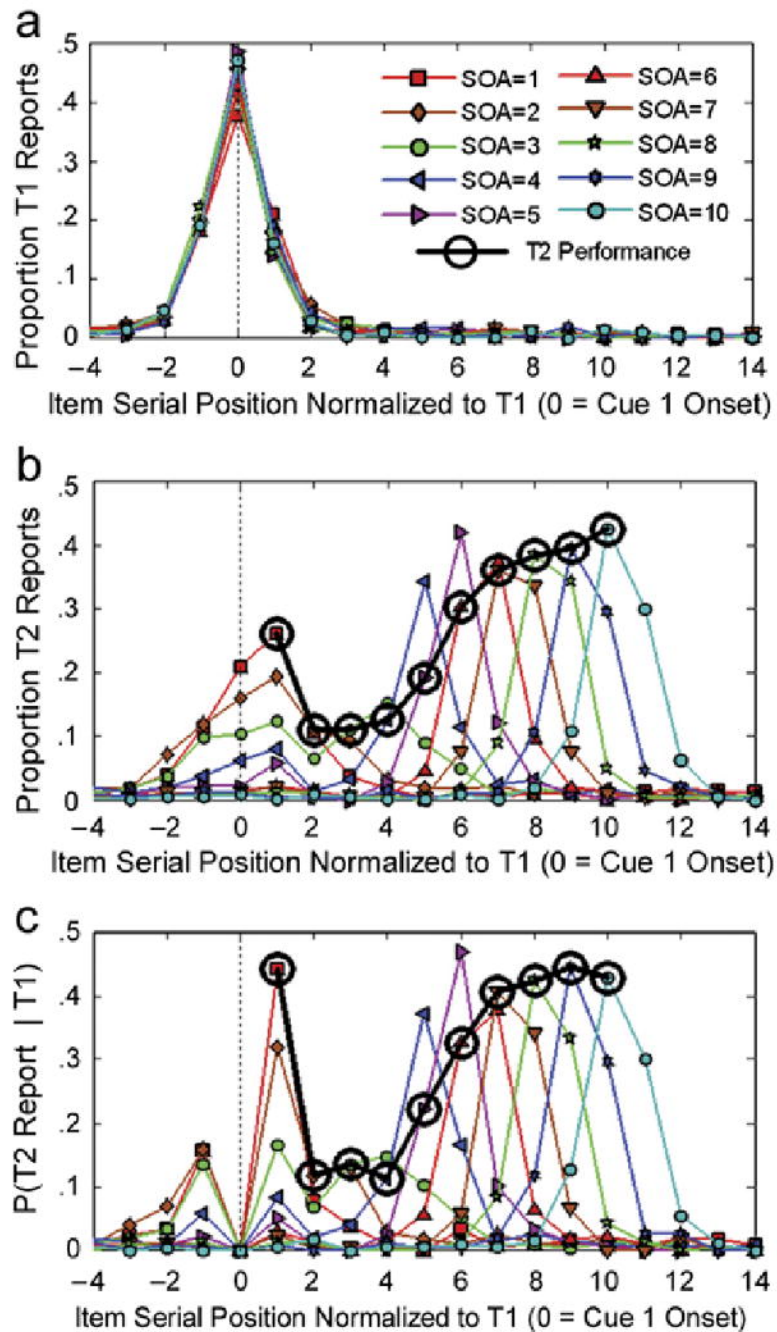 a
.5
.4
.3
.2
.1
0
Proportion T1 Reports
SOA=1 SOA=6
SOA=2 SOA=7
SOA=3 SOA=8
SOA=4 SOA=9
SOA=5 SOA=10
T2 Performance
−4 −2 0 2 4 6 8 10 12 14
Item Serial Position Normalized to T1 (0 = Cue 1 Onset)
b
.5
.4
.3
.2
.1
0
Proportion T2 Reports
−4 −2 0 2 4 6 8 10 12 14
Item Serial Position Normalized to T1 (0 = Cue 1 Onset)
c
.5
.4
.3
.2
.1
0
P(T2 Report | T1)
−4 −2 0 2 4 6 8 10 12 14
Item Serial Position Normalized to T1 (0 = Cue 1 Onset)